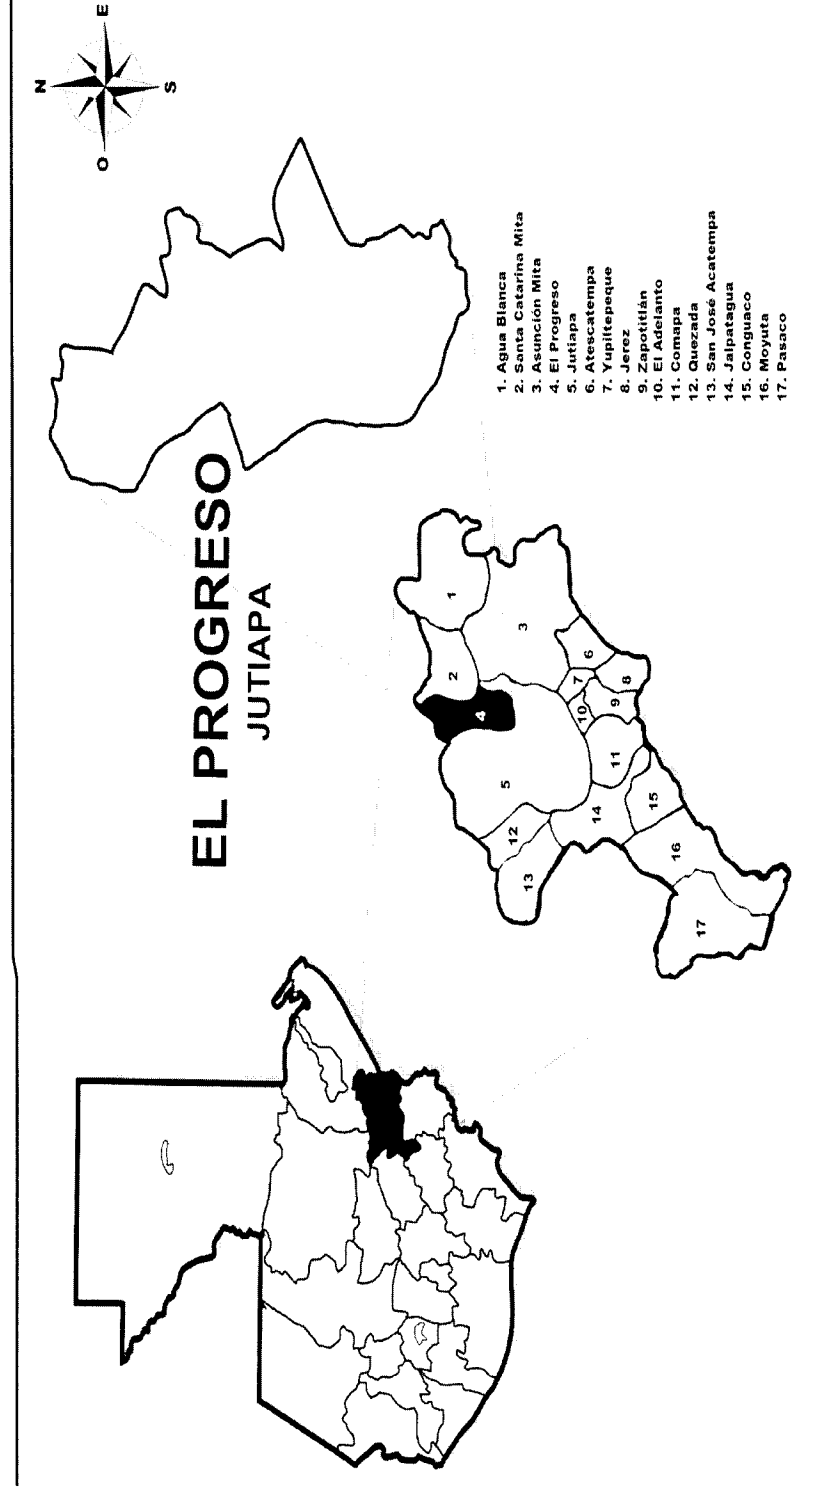 EL PROGRESO
JUTIAPA
N
O
E
S
1
2
3
4
5
6
7
8
9
10
11
12
13
14
15
16
17
1. Agua Blanca
2. Santa Catarina Mita
3. Asunción Mita
4. El Progreso
5. Jutiapa
6. Atescatempa
7. Yupiltepeque
8. Jerez
9. Zapotitlán
10. El Adelanto
11. Comapa
12. Quezada
13. San José Acatempa
14. Jalpatagua
15. Conguaco
16. Moyuta
17. Pasaco